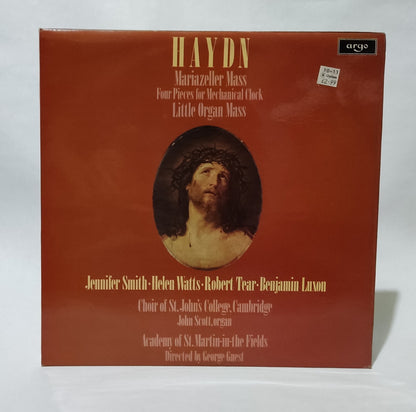 HAYDN
argo
Mariazeller Mass
Four Pieces for Mechanical Clock
Little Organ Mass
Jennifer Smith·Helen Watts·Robert Tear·Benjamin Luxon
Choir of St. John's College, Cambridge
John Scott, organ
Academy of St. Martin-in-the-Fields
Directed by George Guest